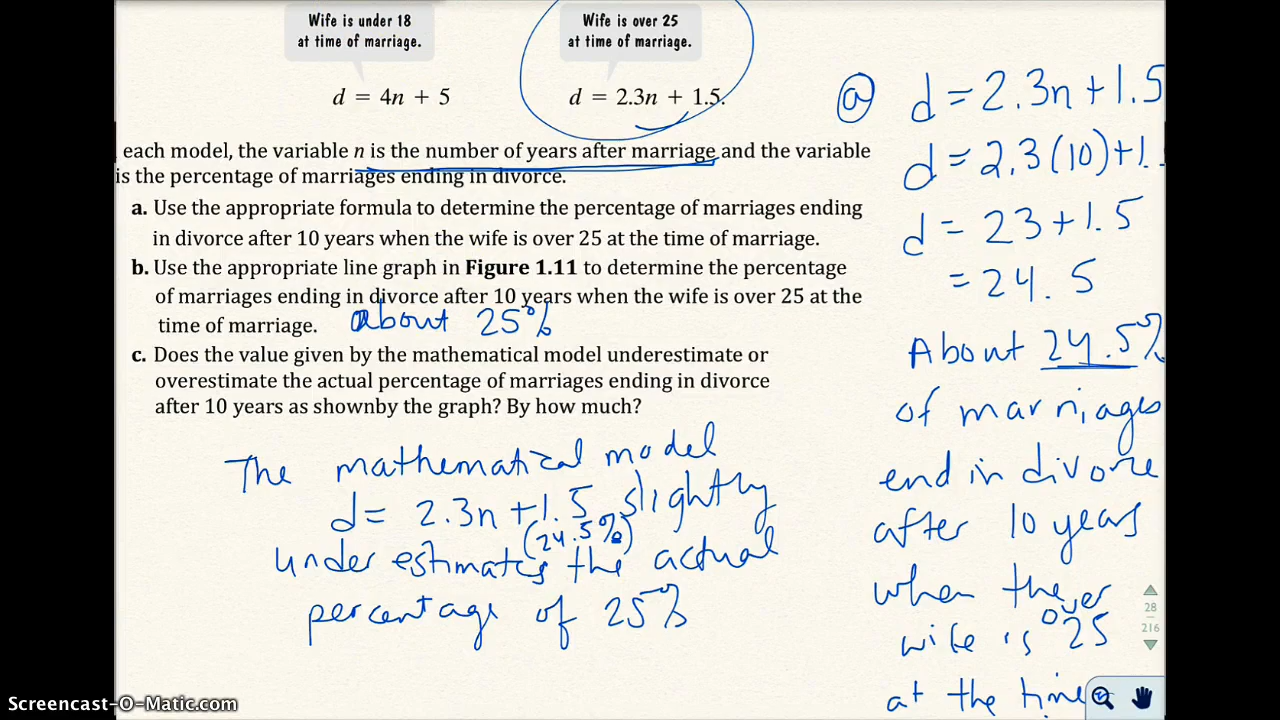 Wife is under 18
at time of marriage.
Wife is over 25
at time of marriage.
d = 4n + 5
d = 2.3n + 1.5.
each model, the variable n is the number of years after marriage and the variable
is the percentage of marriages ending in divorce.
a. Use the appropriate formula to determine the percentage of marriages ending
in divorce after 10 years when the wife is over 25 at the time of marriage.
b. Use the appropriate line graph in Figure 1.11 to determine the percentage
of marriages ending in divorce after 10 years when the wife is over 25 at the
time of marriage. about 25%
c. Does the value given by the mathematical model underestimate or
overestimate the actual percentage of marriages ending in divorce
after 10 years as shownby the graph? By how much?
The mathematical model
d = 2.3n + 1.5 slightly
(24.5%)
underestimates the actual
percentage of 25%
a d = 2.3n + 1.5
d = 2.3(10) + 1.
d = 23 + 1.5
= 24.5
About 24.5%
of marriages
end in divorce
after 10 years
when the
wife is over 25
at the time
28
216
Screencast-O-Matic.com